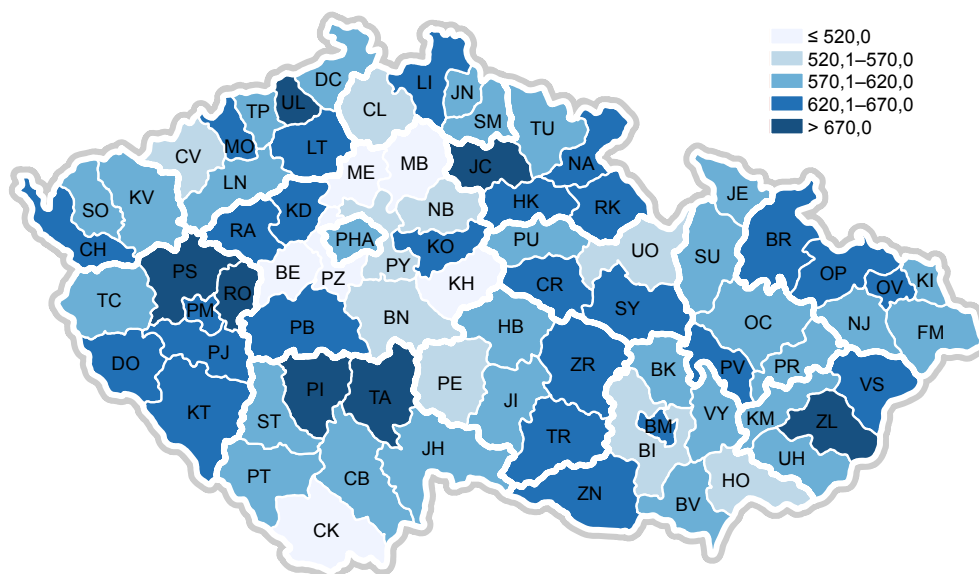 ≤ 520,0
520,1–570,0
570,1–620,0
620,1–670,0
> 670,0
DC
LI
JN
UL
TP
CL
SM
TU
MO
LT
CV
ME
MB
JC
NA
LN
KV
SO
KD
NB
HK
RK
JE
RA
CH
PHA
KO
PU
UO
SU
BR
PS
BE
PZ
PY
KH
CR
OP
OV
KI
TC
RO
PM
PB
BN
SY
HB
OC
NJ
FM
DO
PJ
ZR
PV
PR
VS
PI
TA
PE
BK
KT
ST
JI
VY
KM
ZL
TR
BM
BI
JH
UH
PT
CB
ZN
HO
BV
CK